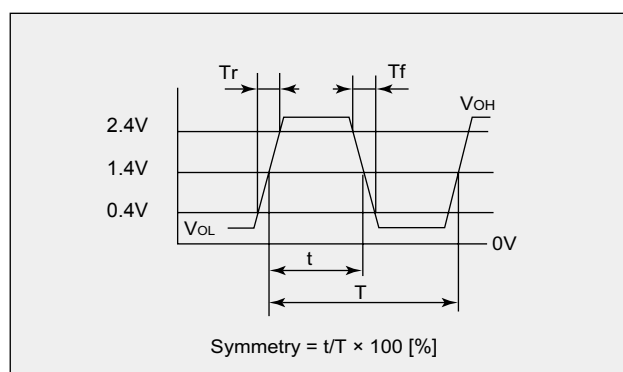 Tr
Tf
VOH
2.4V
1.4V
0.4V
VOL
0V
t
T
Symmetry = t/T × 100 [%]